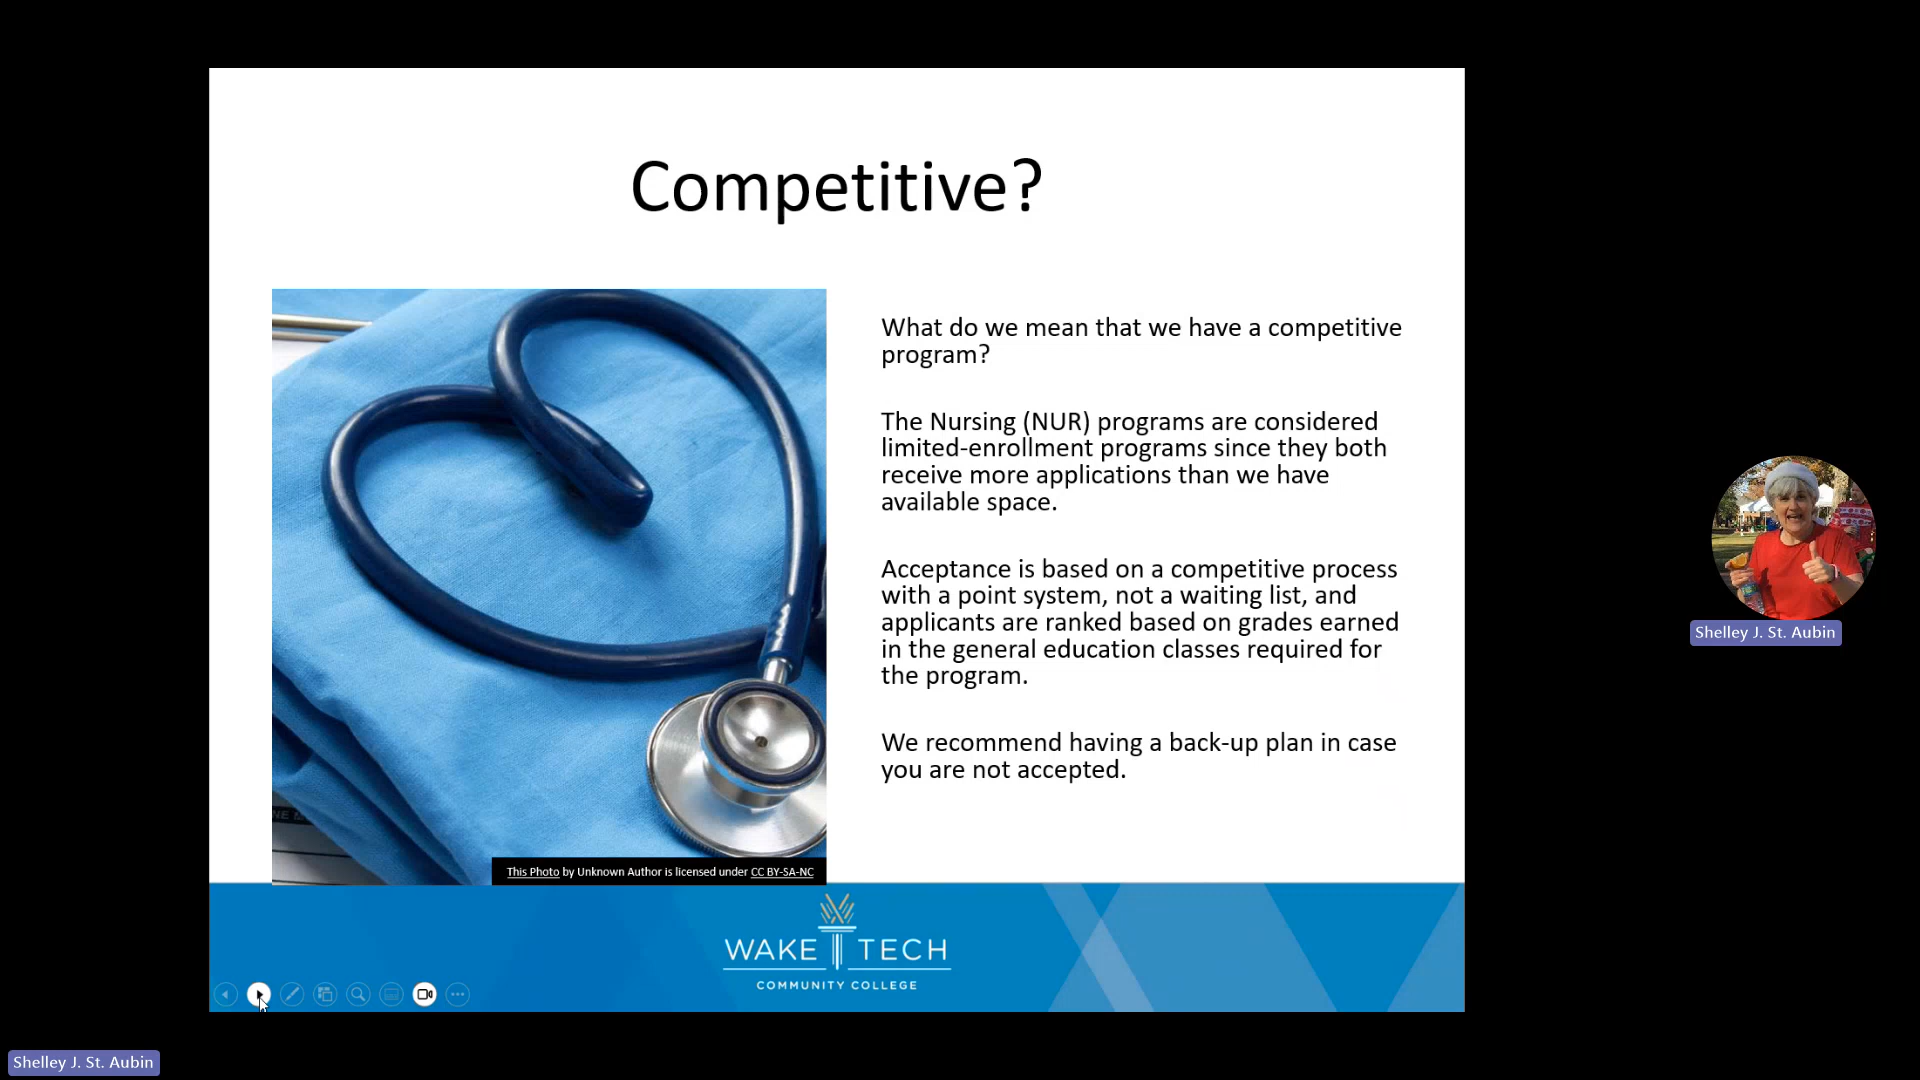 Competitive?
What do we mean that we have a competitive
program?
The Nursing (NUR) programs are considered
limited-enrollment programs since they both
receive more applications than we have
available space.
Acceptance is based on a competitive process
with a point system, not a waiting list, and
applicants are ranked based on grades earned
in the general education classes required for
the program.
We recommend having a back-up plan in case
you are not accepted.
This Photo by Unknown Author is licensed under CC BY-SA-NC
WAKE TECH
COMMUNITY COLLEGE
Shelley J. St. Aubin
Shelley J. St. Aubin